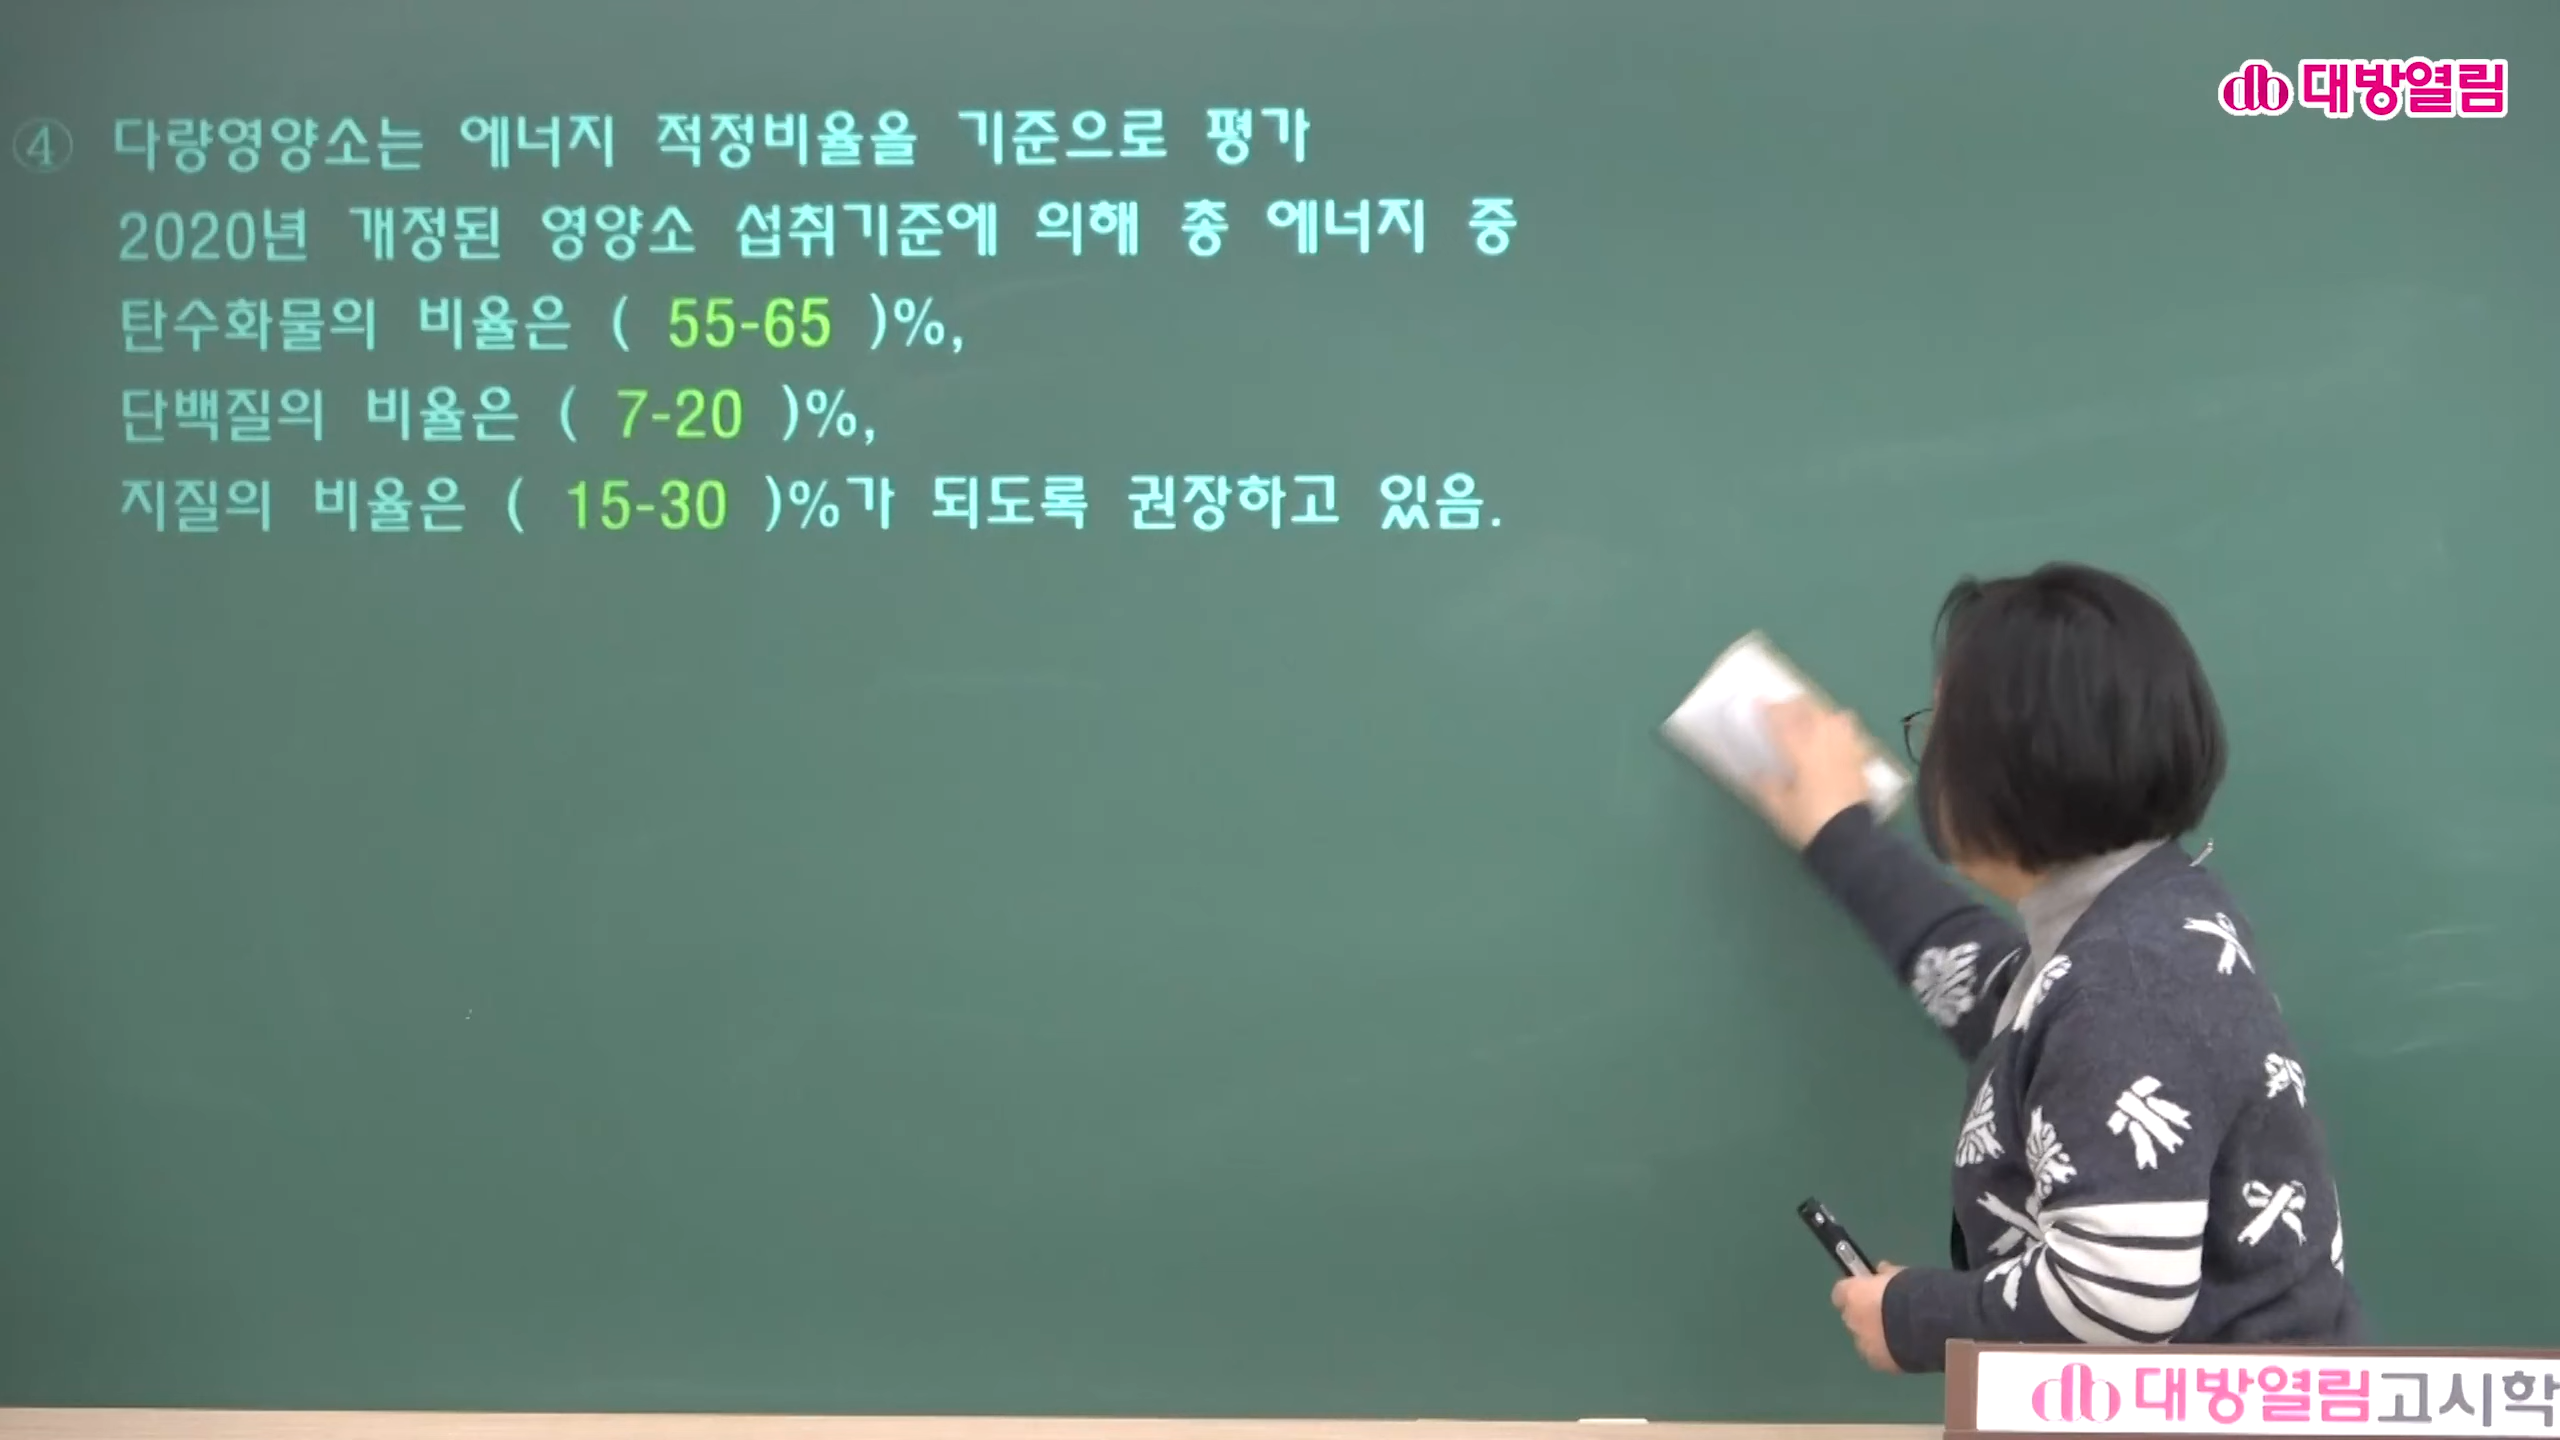 대방열림
④ 다량영양소는 에너지 적정비율을 기준으로 평가
2020년 개정된 영양소 섭취기준에 의해 총 에너지 중
탄수화물의 비율은 ( 55-65 )%,
단백질의 비율은 ( 7-20 )%,
지질의 비율은 ( 15-30 )%가 되도록 권장하고 있음.
대방열림고시학